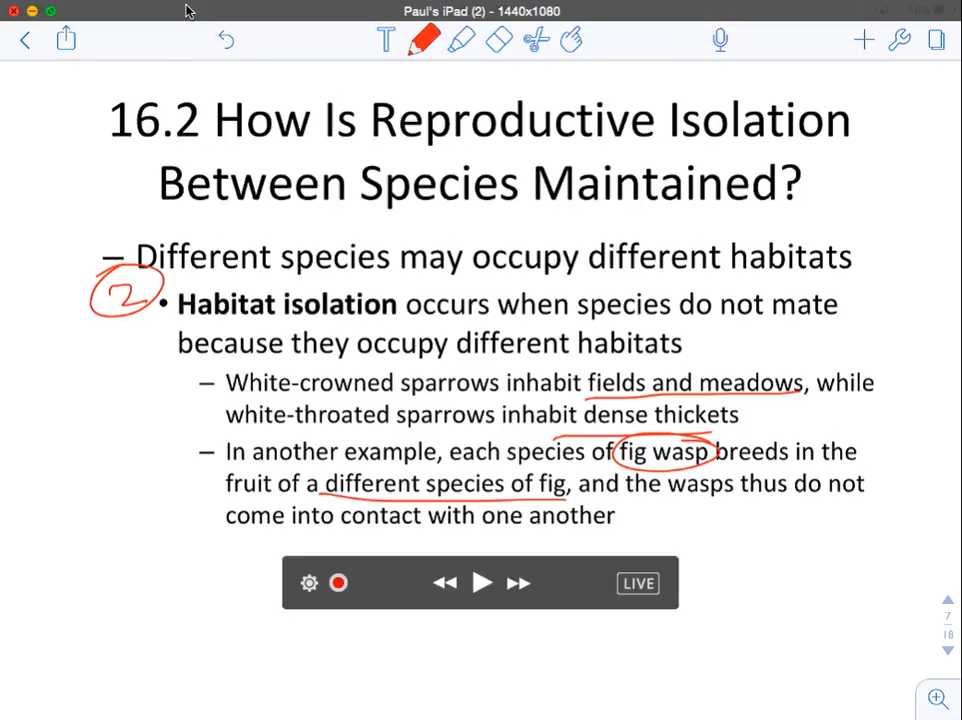 Paul's iPad (2) - 1440x1080
T
16.2 How Is Reproductive Isolation
Between Species Maintained?
– Different species may occupy different habitats
2
• Habitat isolation occurs when species do not mate
because they occupy different habitats
– White-crowned sparrows inhabit fields and meadows, while
white-throated sparrows inhabit dense thickets
– In another example, each species of fig wasp breeds in the
fruit of a different species of fig, and the wasps thus do not
come into contact with one another
LIVE
7
18